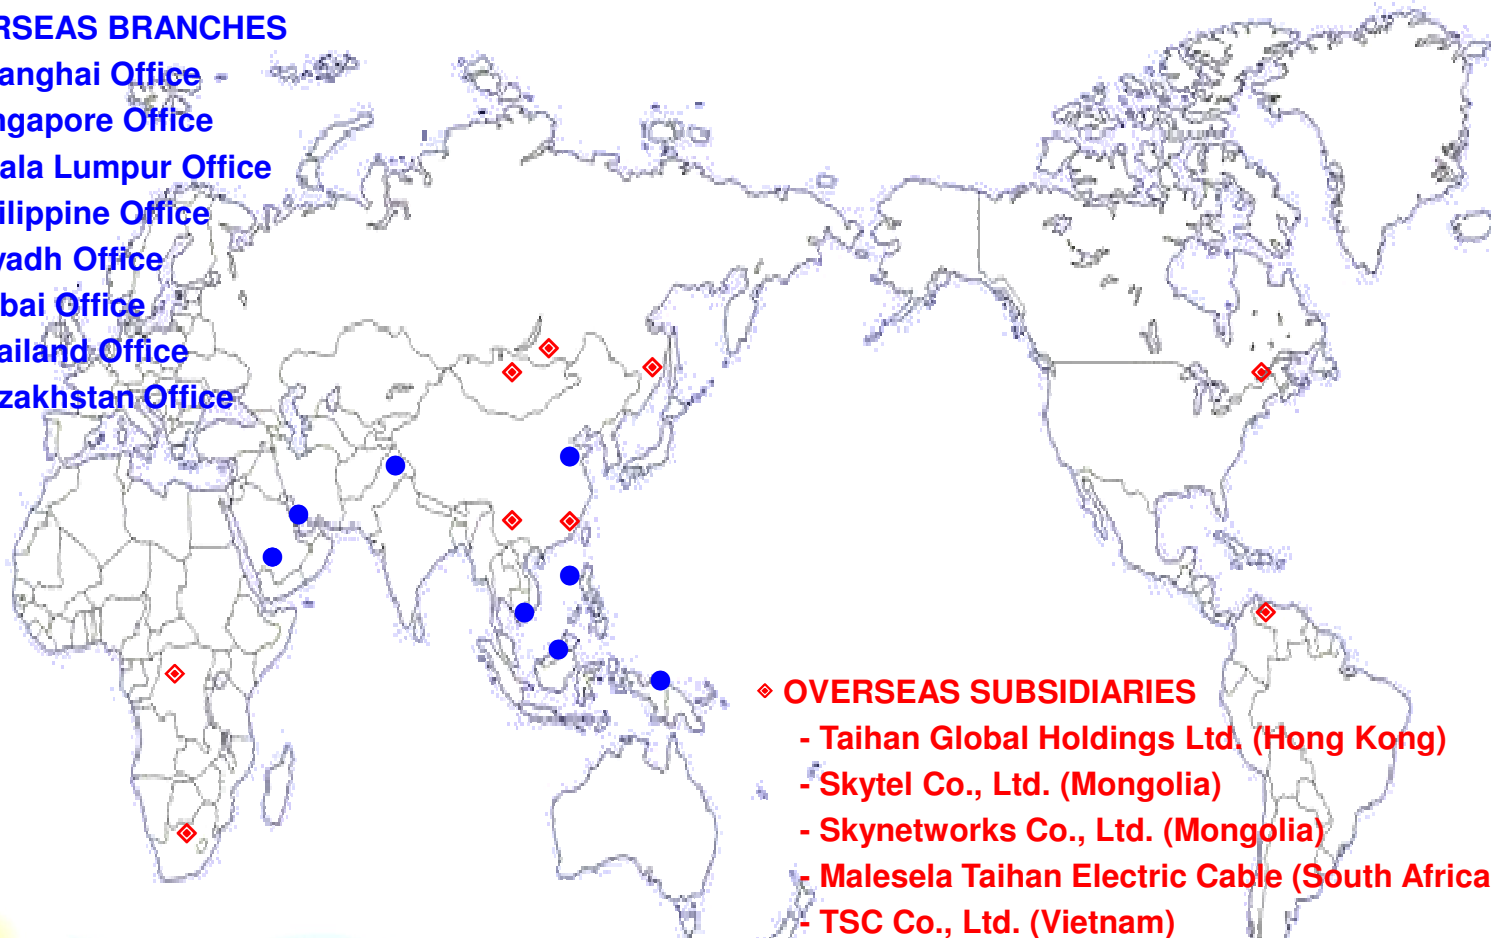 RSEAS BRANCHES
anghai Office
ngapore Office
ala Lumpur Office
ilippine Office
yadh Office
bai Office
ailand Office
zakhstan Office
OVERSEAS SUBSIDIARIES
- Taihan Global Holdings Ltd. (Hong Kong)
- Skytel Co., Ltd. (Mongolia)
- Skynetworks Co., Ltd. (Mongolia)
- Malesela Taihan Electric Cable (South Africa
- TSC Co., Ltd. (Vietnam)